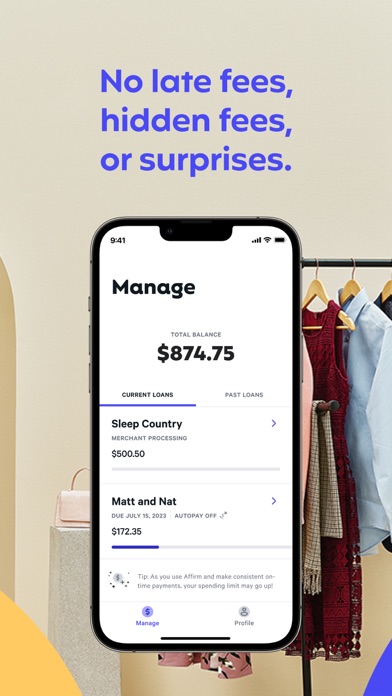 No late fees,
hidden fees,
or surprises.
9:41
Manage
TOTAL BALANCE
$874.75
CURRENT LOANS
PAST LOANS
Sleep Country
MERCHANT PROCESSING
$500.50
Matt and Nat
DUE JULY 15, 2023 | AUTOPAY OFF
$172.35
Tip: As you use Affirm and make consistent on-
time payments, your spending limit may go up!
Manage
Profile